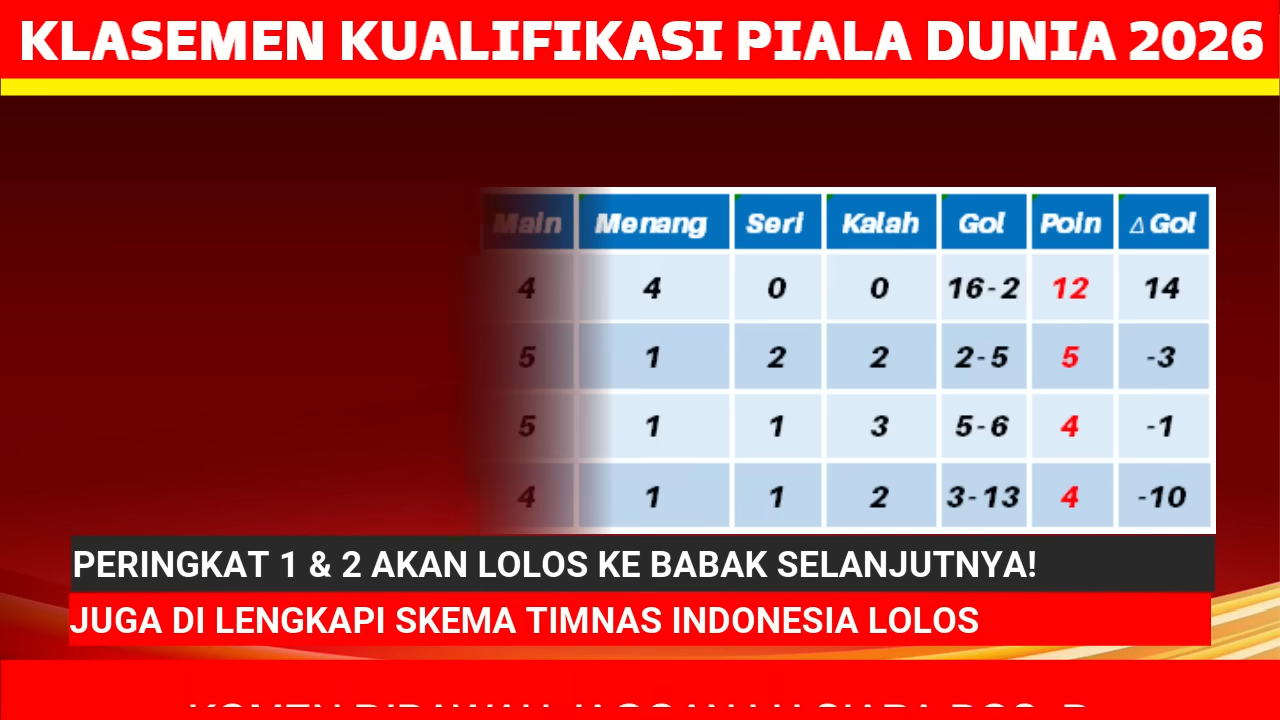 KLASEMEN KUALIFIKASI PIALA DUNIA 2026
Main Menang Seri Kalah Gol Poin △ Gol
4 4 0 0 16-2 12 14
5 1 2 2 2-5 5 -3
5 1 1 3 5-6 4 -1
4 1 1 2 3-13 4 -10
PERINGKAT 1 & 2 AKAN LOLOS KE BABAK SELANJUTNYA!
JUGA DI LENGKAPI SKEMA TIMNAS INDONESIA LOLOS